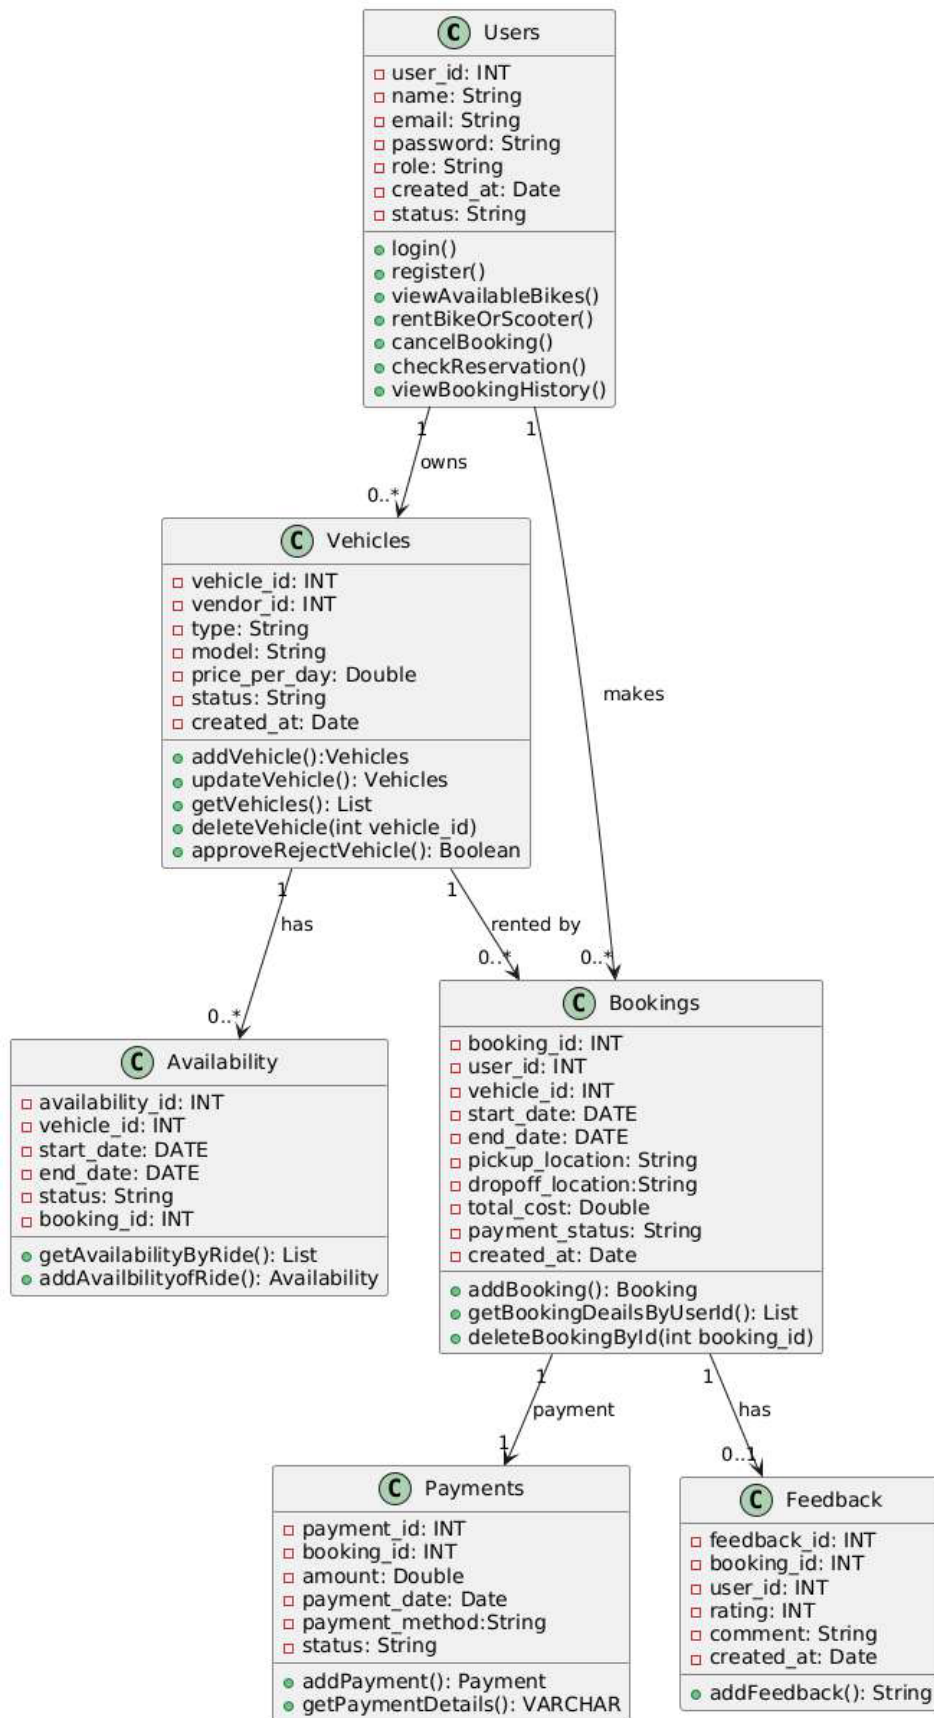 C Users
user_id: INT
name: String
email: String
password: String
role: String
created_at: Date
status: String
login()
register()
viewAvailableBikes()
rentBikeOrScooter()
cancelBooking()
checkReservation()
viewBookingHistory()
1
1
owns
0..*
makes
C Vehicles
vehicle_id: INT
vendor_id: INT
type: String
model: String
price_per_day: Double
status: String
created_at: Date
addVehicle():Vehicles
updateVehicle(): Vehicles
getVehicles(): List
deleteVehicle(int vehicle_id)
approveRejectVehicle(): Boolean
1
1
has
rented by
0..*
0..*
0..*
C Availability
availability_id: INT
vehicle_id: INT
start_date: DATE
end_date: DATE
status: String
booking_id: INT
getAvailabilityByRide(): List
addAvailbilityofRide(): Availability
C Bookings
booking_id: INT
user_id: INT
vehicle_id: INT
start_date: DATE
end_date: DATE
pickup_location: String
dropoff_location:String
total_cost: Double
payment_status: String
created_at: Date
addBooking(): Booking
getBookingDeailsByUserId(): List
deleteBookingById(int booking_id)
1
1
payment
has
1
0..1
C Payments
payment_id: INT
booking_id: INT
amount: Double
payment_date: Date
payment_method:String
status: String
addPayment(): Payment
getPaymentDetails(): VARCHAR
C Feedback
feedback_id: INT
booking_id: INT
user_id: INT
rating: INT
comment: String
created_at: Date
addFeedback(): String